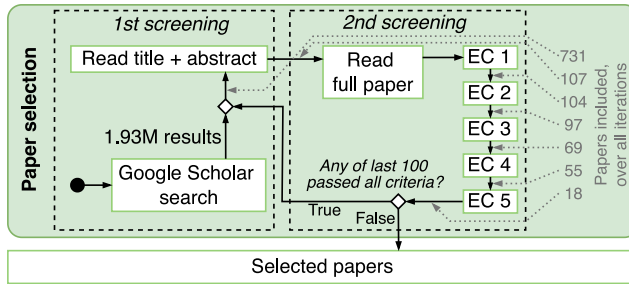 Paper selection
1st screening
Read title + abstract
1.93M results
Google Scholar
search
2nd screening
Read
full paper
EC 1
EC 2
EC 3
EC 4
EC 5
Any of last 100
passed all criteria?
True
False
731
107
104
97
69
55
18
Papers included,
over all iterations
Selected papers